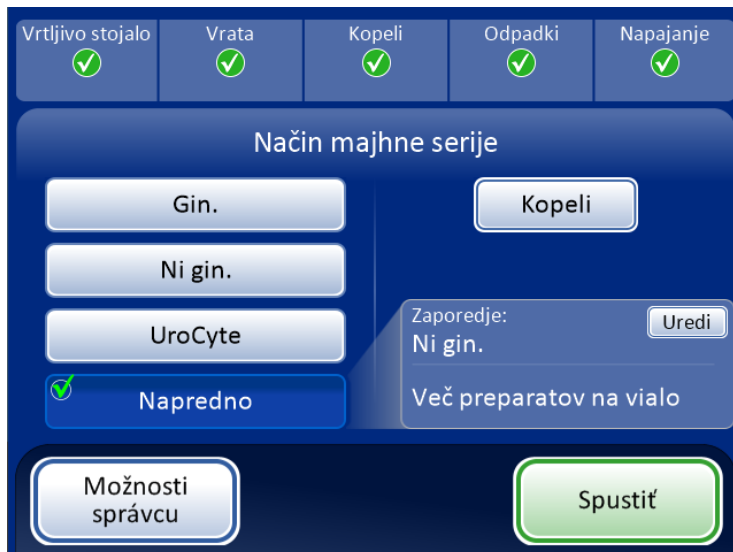 Vrtljivo stojalo
Vrata
Kopeli
Odpadki
Napajanje
Način majhne serije
Gin.
Ni gin.
UroCyte
Napredno
Kopeli
Zaporedje:
Ni gin.
Uredi
Več preparatov na vialo
Možnosti
správcu
Spustiť